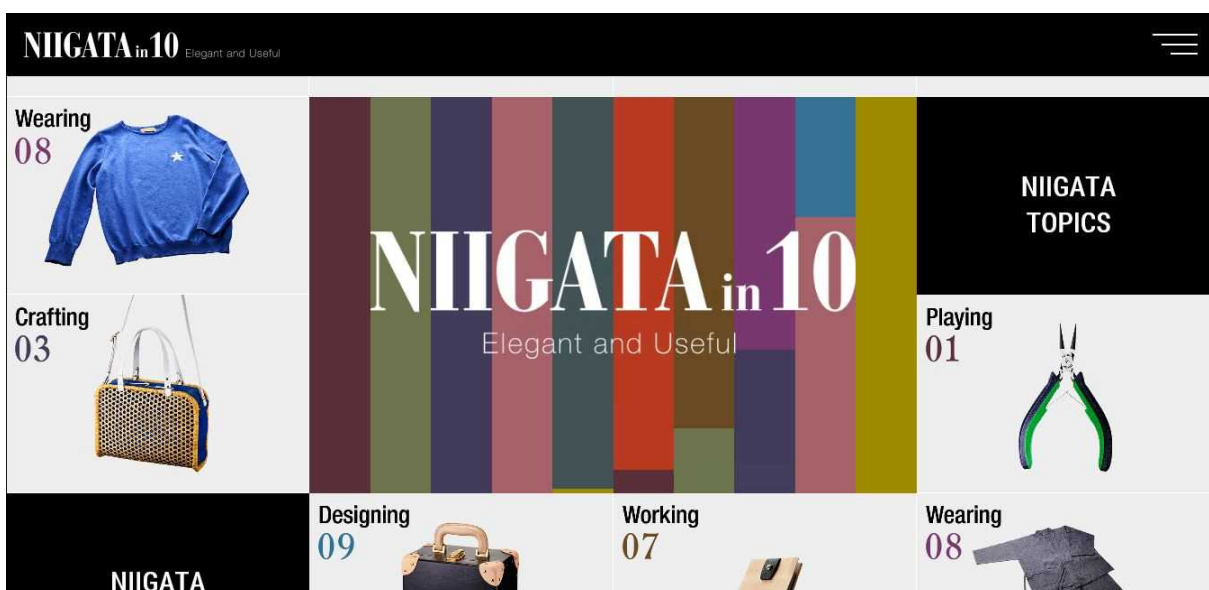 NIIGATA in 10 Elegant and Useful
Wearing
08
NIIGATA in 10
Elegant and Useful
NIIGATA
TOPICS
Crafting
03
Playing
01
NIIGATA
Designing
09
Working
07
Wearing
08